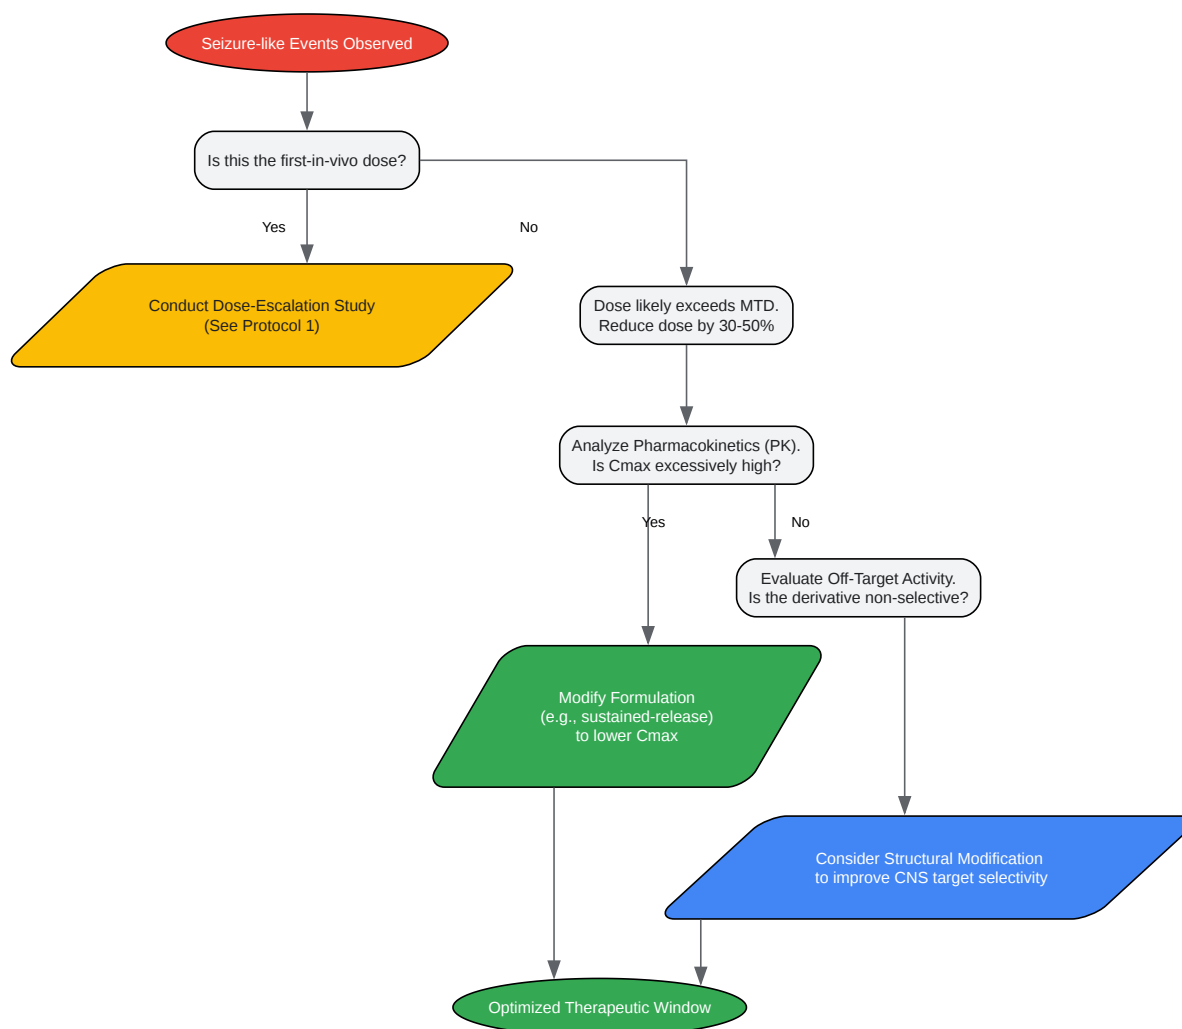 Seizure-like Events Observed
Is this the first-in-vivo dose?
Yes
No
Conduct Dose-Escalation Study
(See Protocol 1)
Dose likely exceeds MTD.
Reduce dose by 30-50%
Analyze Pharmacokinetics (PK).
Is Cmax excessively high?
Yes
No
Evaluate Off-Target Activity.
Is the derivative non-selective?
Modify Formulation
(e.g., sustained-release)
to lower Cmax
Consider Structural Modification
to improve CNS target selectivity
Optimized Therapeutic Window